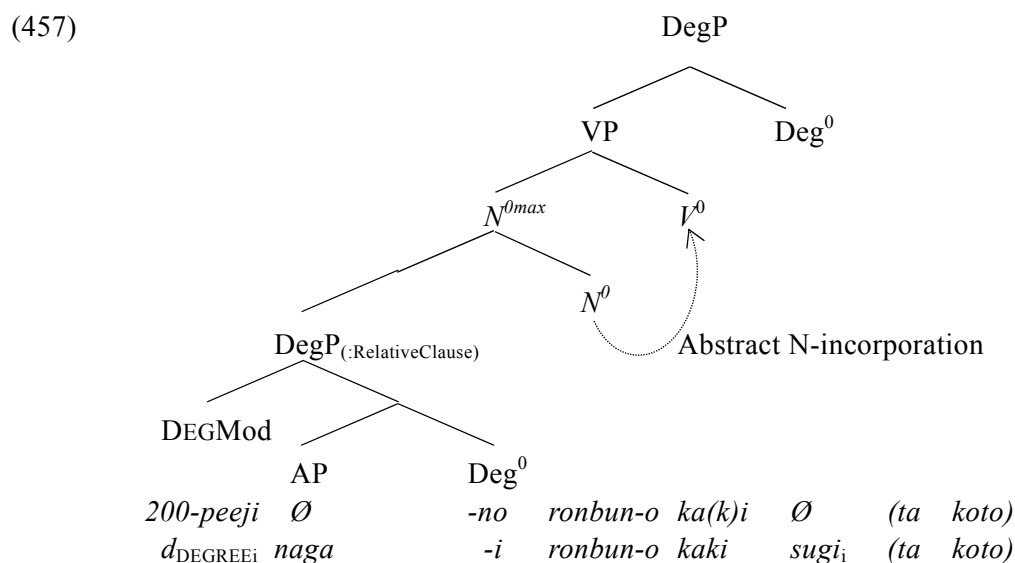 (457) DegP
VP Deg⁰
N⁰ᵐᵃˣ V⁰
N⁰
DegP(:RelativeClause) Abstract N-incorporation
DEGMod
AP Deg⁰
200-peeji Ø -no ronbun-o ka(k)i Ø (ta koto)
dDEGREEi naga -i ronbun-o kaki sugii (ta koto)